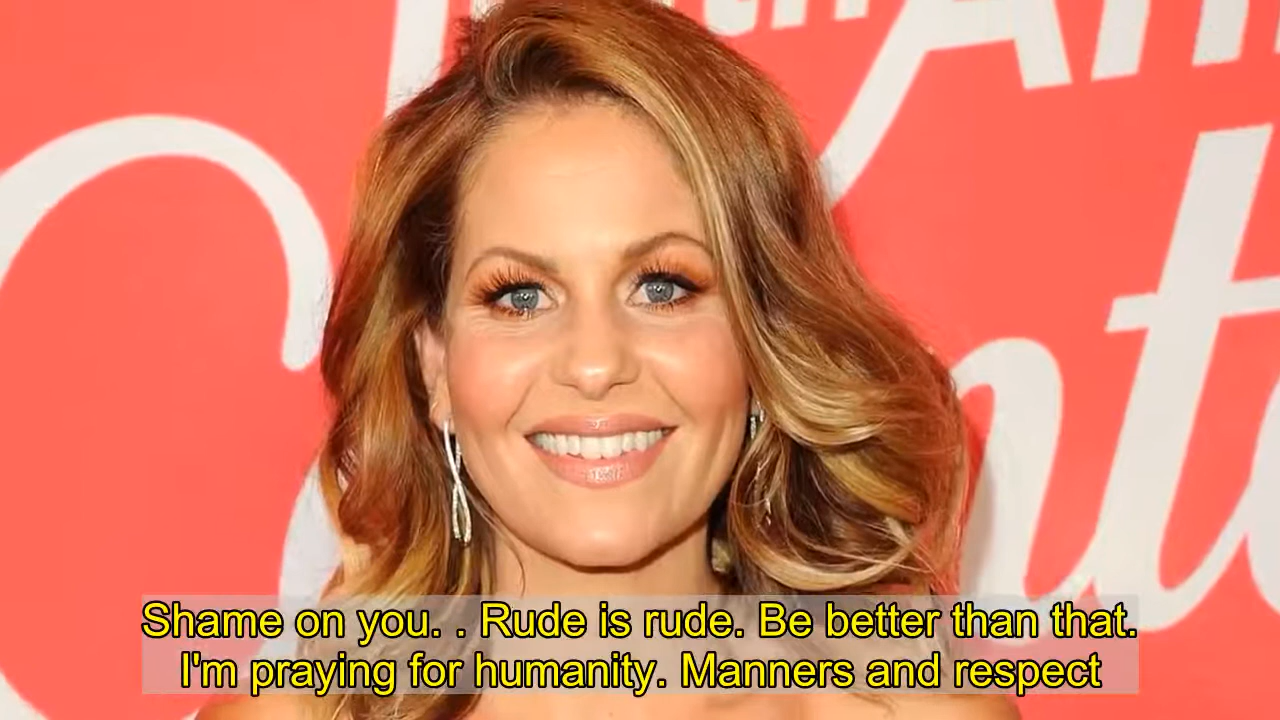 Shame on you. . Rude is rude. Be better than that.
I'm praying for humanity. Manners and respect